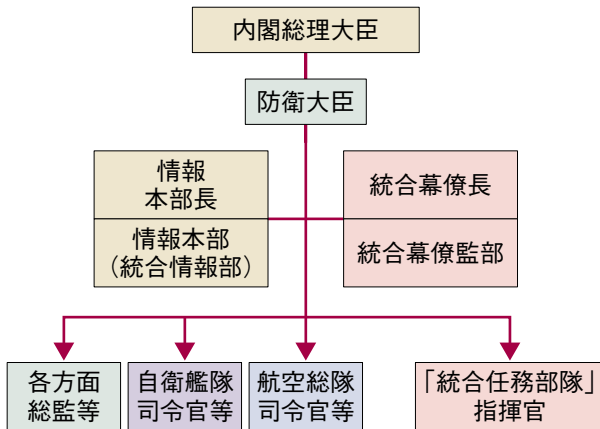 内閣総理大臣
防衛大臣
情報
本部長
情報本部
(統合情報部)
統合幕僚長
統合幕僚監部
各方面
総監等
自衛艦隊
司令官等
航空総隊
司令官等
「統合任務部隊」
指揮官